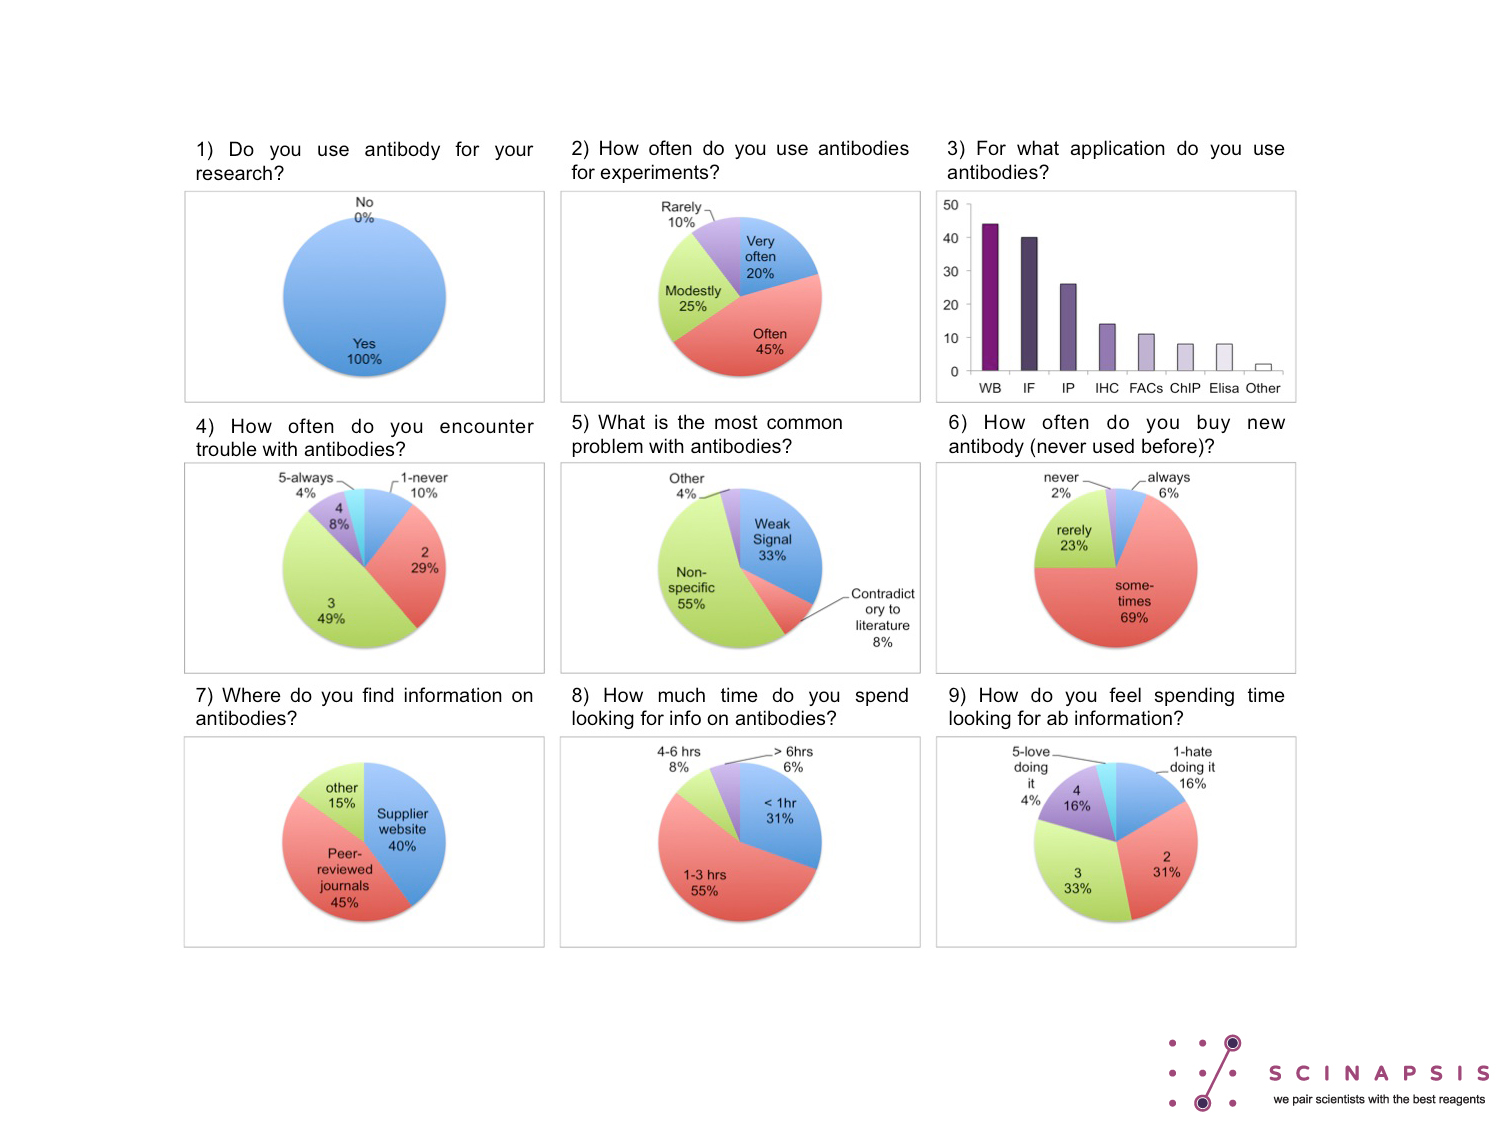 1) Do you use antibody for your
research?
No
0%
Yes
100%
2) How often do you use antibodies
for experiments?
Rarely
10%
Very
often
20%
Modestly
25%
Often
45%
3) For what application do you use
antibodies?
50
40
30
20
10
0
WB IF IP IHC FACs ChIP Elisa Other
4) How often do you encounter
trouble with antibodies?
5-always
4%
1-never
10%
4
8%
2
29%
3
49%
5) What is the most common
problem with antibodies?
Other
4%
Weak
Signal
33%
Non-
specific
55%
Contradict
ory to
literature
8%
6) How often do you buy new
antibody (never used before)?
never
2%
always
6%
rerely
23%
some-
times
69%
7) Where do you find information on
antibodies?
other
15%
Supplier
website
40%
Peer-
reviewed
journals
45%
8) How much time do you spend
looking for info on antibodies?
4-6 hrs
8%
> 6hrs
6%
< 1hr
31%
1-3 hrs
55%
9) How do you feel spending time
looking for ab information?
5-love
doing
it
4%
1-hate
doing it
16%
4
16%
2
31%
3
33%
SCINAPSIS
we pair scientists with the best reagents